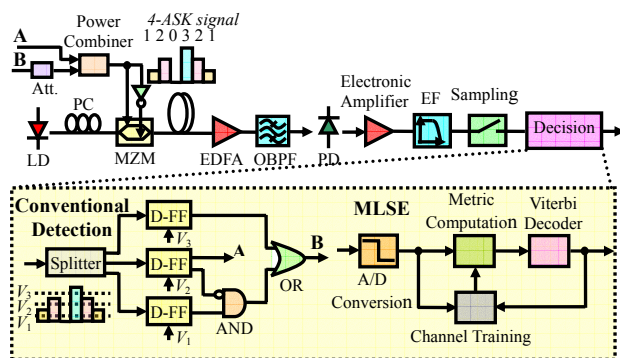 4-ASK signal
1 2 0 3 2 1
Power
Combiner
A
B
Att.
PC
LD
MZM
EDFA
OBPF
PD
Electronic
Amplifier
EF
Sampling
Decision
Conventional
Detection
Splitter
V3
V2
V1
D-FF
V3
D-FF
V2
D-FF
V1
A
B
OR
AND
MLSE
Metric
Computation
Viterbi
Decoder
A/D
Conversion
Channel Training